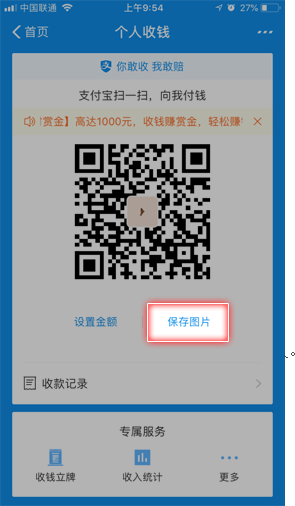 中国联通 上午9:54 27%
首页 个人收钱
你敢收 我敢赔
支付宝扫一扫，向我付钱
赏金】高达1000元，收钱赚赏金，轻松赚
设置金额 保存图片
收款记录
专属服务
收钱立牌 收入统计 更多